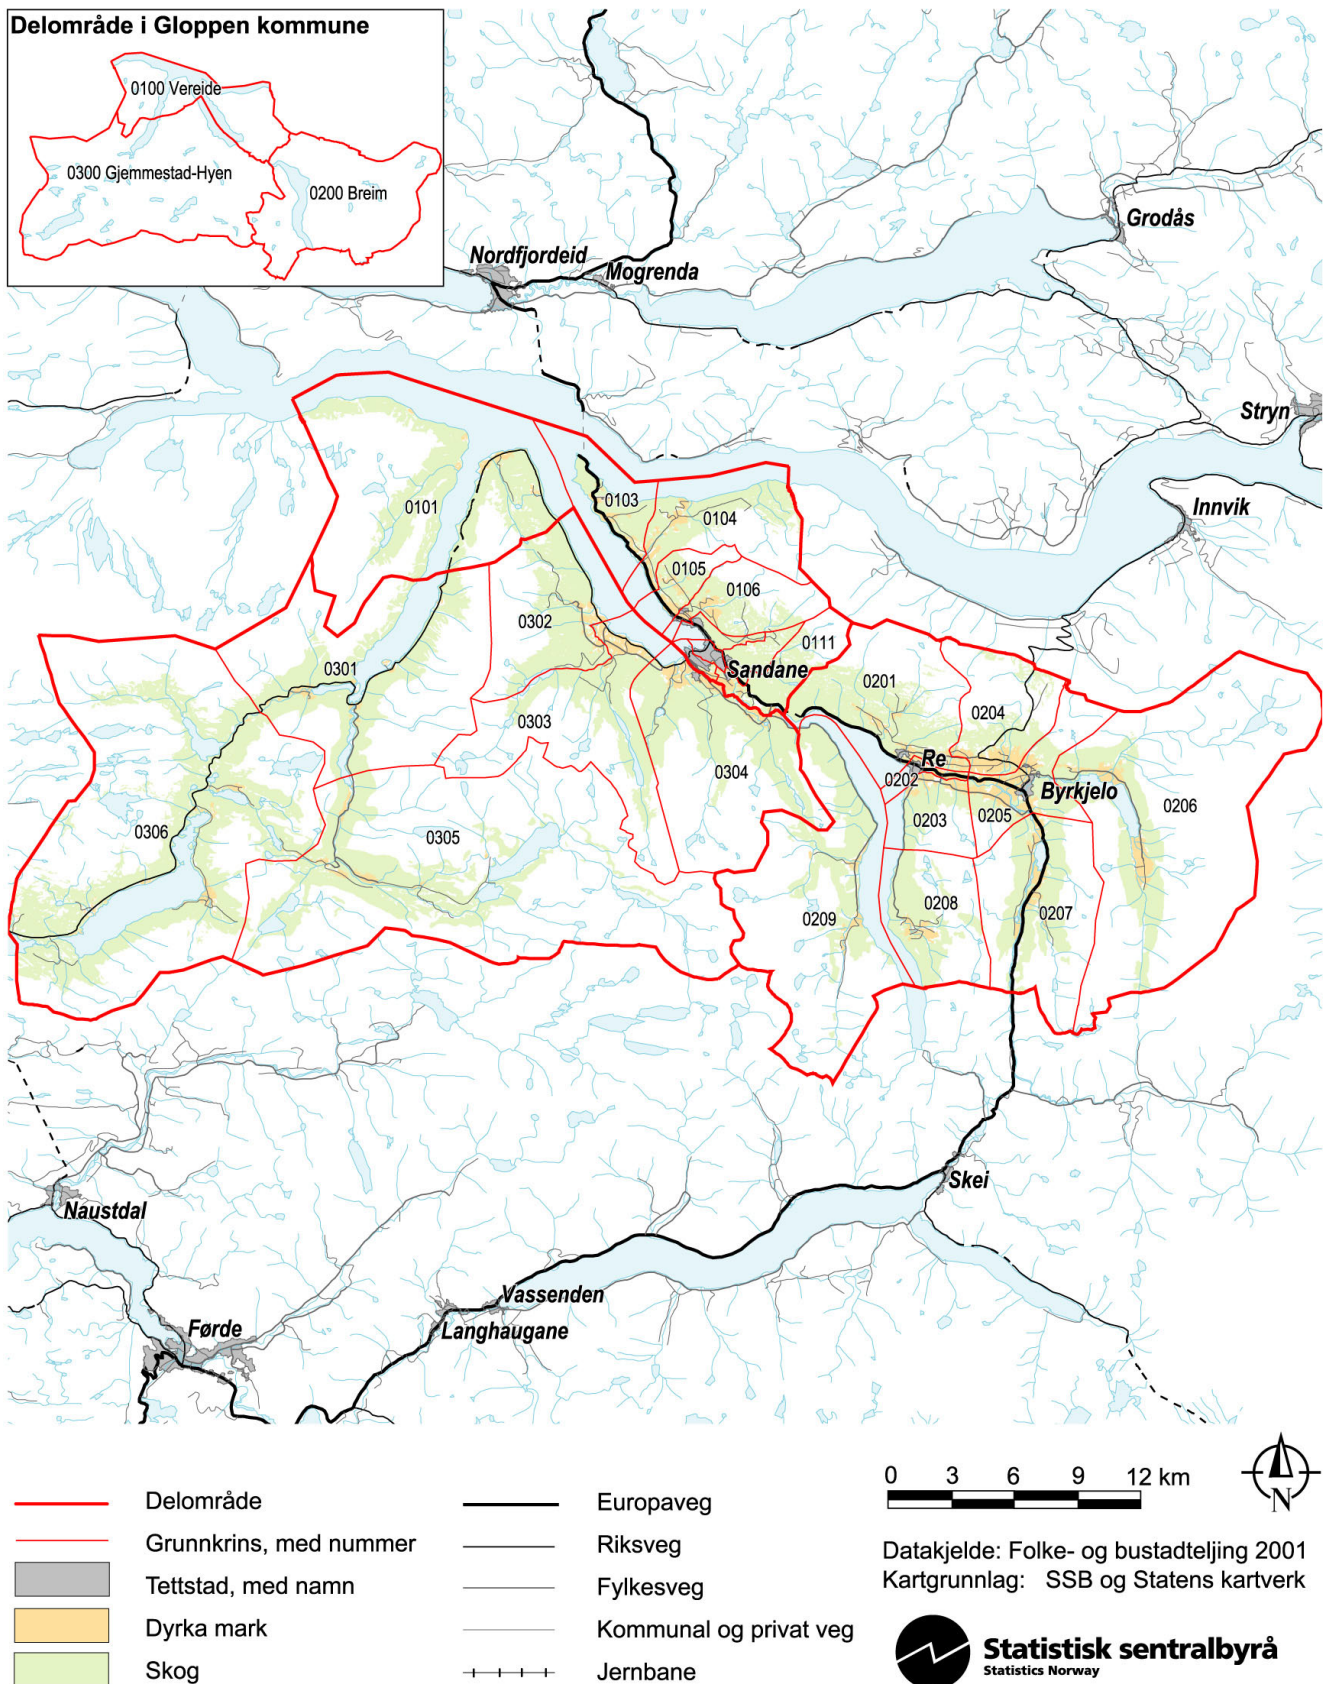 Delområde i Gloppen kommune
0100 Vereide
0300 Gjemmestad-Hyen
0200 Breim
Grodås
Nordfjordeid
Mogrenda
Stryn
Innvik
0101
0103
0104
0105
0106
0302
0111
Sandane
0301
0201
0303
0204
Re
0202
0304
Byrkjelo
0206
0306
0305
0203
0205
0209
0208
0207
Skei
Naustdal
Vassenden
Førde
Langhaugane
0 3 6 9 12 km
N
Delområde
Grunnkrins, med nummer
Tettstad, med namn
Dyrka mark
Skog
Europaveg
Riksveg
Fylkesveg
Kommunal og privat veg
Jernbane
Datakjelde: Folke- og bustadteljing 2001
Kartgrunnlag: SSB og Statens kartverk
Statistisk sentralbyrå
Statistics Norway